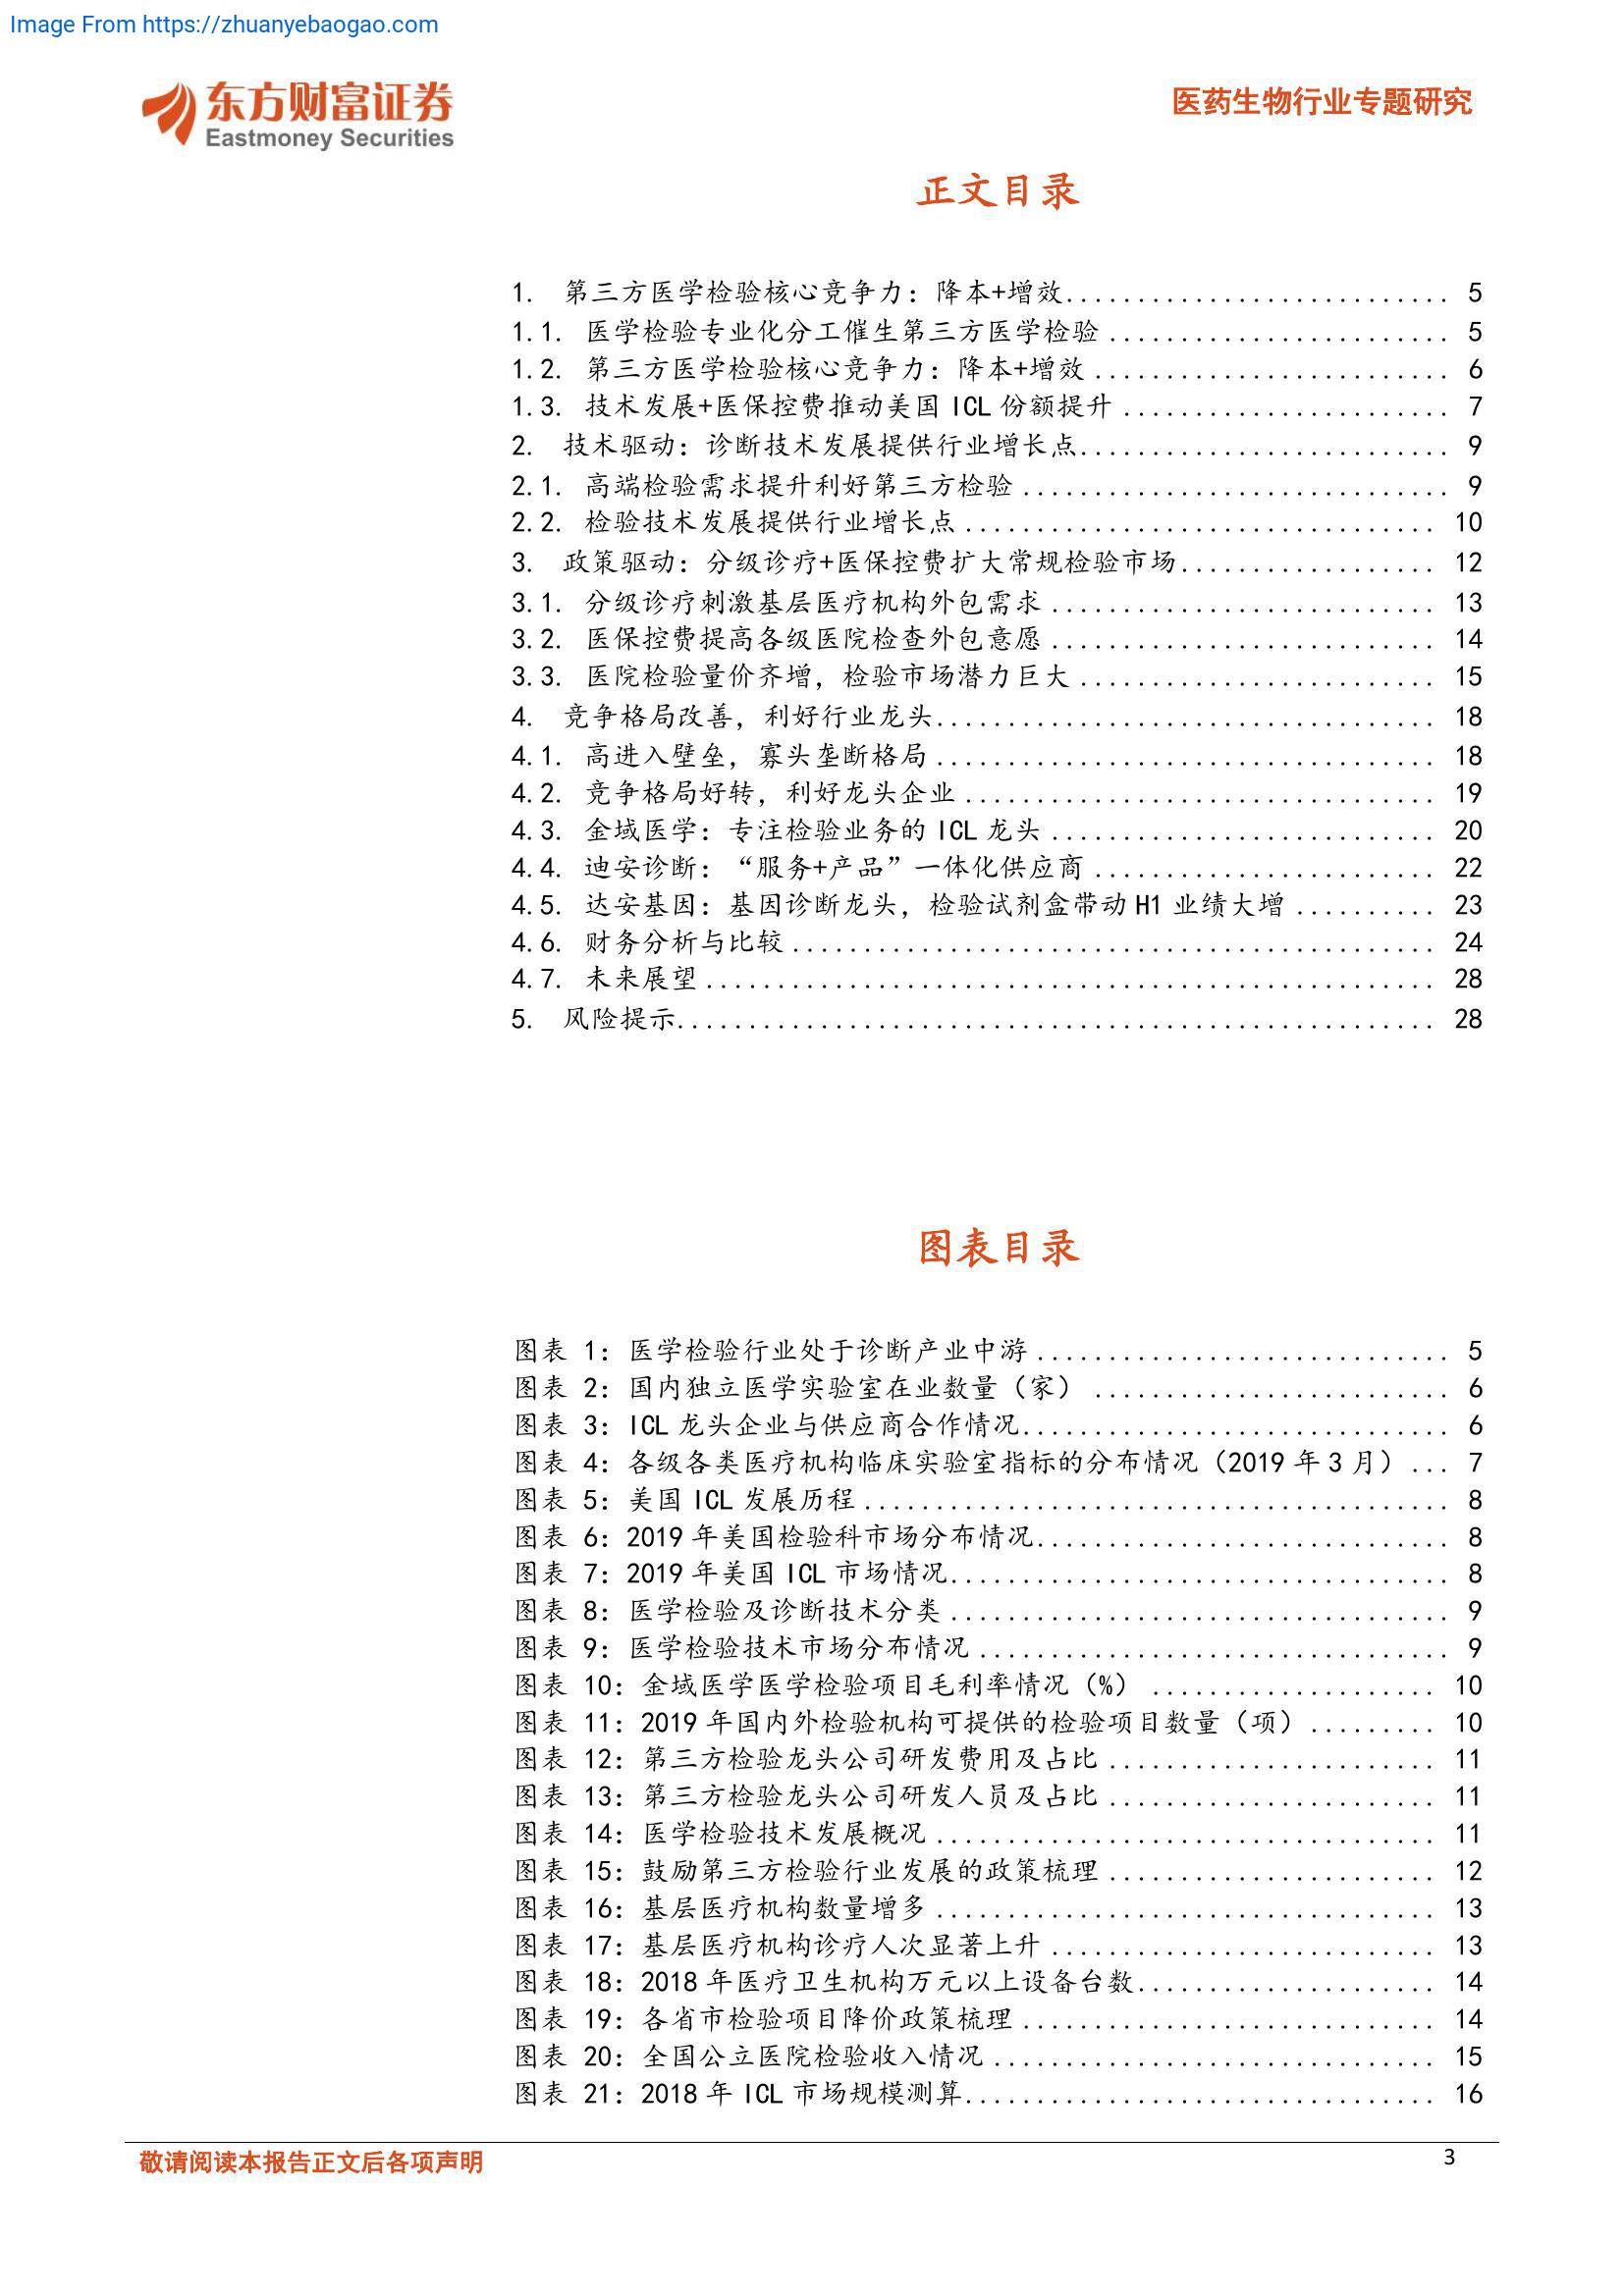 Image From https://zhuanyebaogao.com
东方财富证券
Eastmoney Securities
医药生物行业专题研究
正文目录
1. 第三方医学检验核心竞争力：降本+增效........................... 5
1.1. 医学检验专业化分工催生第三方医学检验........................ 5
1.2. 第三方医学检验核心竞争力：降本+增效......................... 6
1.3. 技术发展+医保控费推动美国 ICL 份额提升....................... 7
2. 技术驱动：诊断技术发展提供行业增长点.......................... 9
2.1. 高端检验需求提升利好第三方检验.............................. 9
2.2. 检验技术发展提供行业增长点................................. 10
3. 政策驱动：分级诊疗+医保控费扩大常规检验市场.................. 12
3.1. 分级诊疗刺激基层医疗机构外包需求........................... 13
3.2. 医保控费提高各级医院检查外包意愿........................... 14
3.3. 医院检验量价齐增，检验市场潜力巨大......................... 15
4. 竞争格局改善，利好行业龙头................................... 18
4.1. 高进入壁垒，寡头垄断格局................................... 18
4.2. 竞争格局好转，利好龙头企业................................. 19
4.3. 金域医学：专注检验业务的 ICL 龙头........................... 20
4.4. 迪安诊断：“服务+产品”一体化供应商........................ 22
4.5. 达安基因：基因诊断龙头，检验试剂盒带动 H1 业绩大增.......... 23
4.6. 财务分析与比较............................................. 24
4.7. 未来展望................................................... 28
5. 风险提示..................................................... 28
图表目录
图表 1：医学检验行业处于诊断产业中游............................. 5
图表 2：国内独立医学实验室在业数量（家）......................... 6
图表 3：ICL 龙头企业与供应商合作情况.............................. 6
图表 4：各级各类医疗机构临床实验室指标的分布情况（2019 年 3 月）... 7
图表 5：美国 ICL 发展历程......................................... 8
图表 6：2019 年美国检验科市场分布情况............................. 8
图表 7：2019 年美国 ICL 市场情况................................... 8
图表 8：医学检验及诊断技术分类................................... 9
图表 9：医学检验技术市场分布情况................................. 9
图表 10：金域医学医学检验项目毛利率情况（%）.................... 10
图表 11：2019 年国内外检验机构可提供的检验项目数量（项）......... 10
图表 12：第三方检验龙头公司研发费用及占比....................... 11
图表 13：第三方检验龙头公司研发人员及占比....................... 11
图表 14：医学检验技术发展概况................................... 11
图表 15：鼓励第三方检验行业发展的政策梳理....................... 12
图表 16：基层医疗机构数量增多................................... 13
图表 17：基层医疗机构诊疗人次显著上升........................... 13
图表 18：2018 年医疗卫生机构万元以上设备台数..................... 14
图表 19：各省市检验项目降价政策梳理............................. 14
图表 20：全国公立医院检验收入情况............................... 15
图表 21：2018 年 ICL 市场规模测算................................. 16
敬请阅读本报告正文后各项声明
3